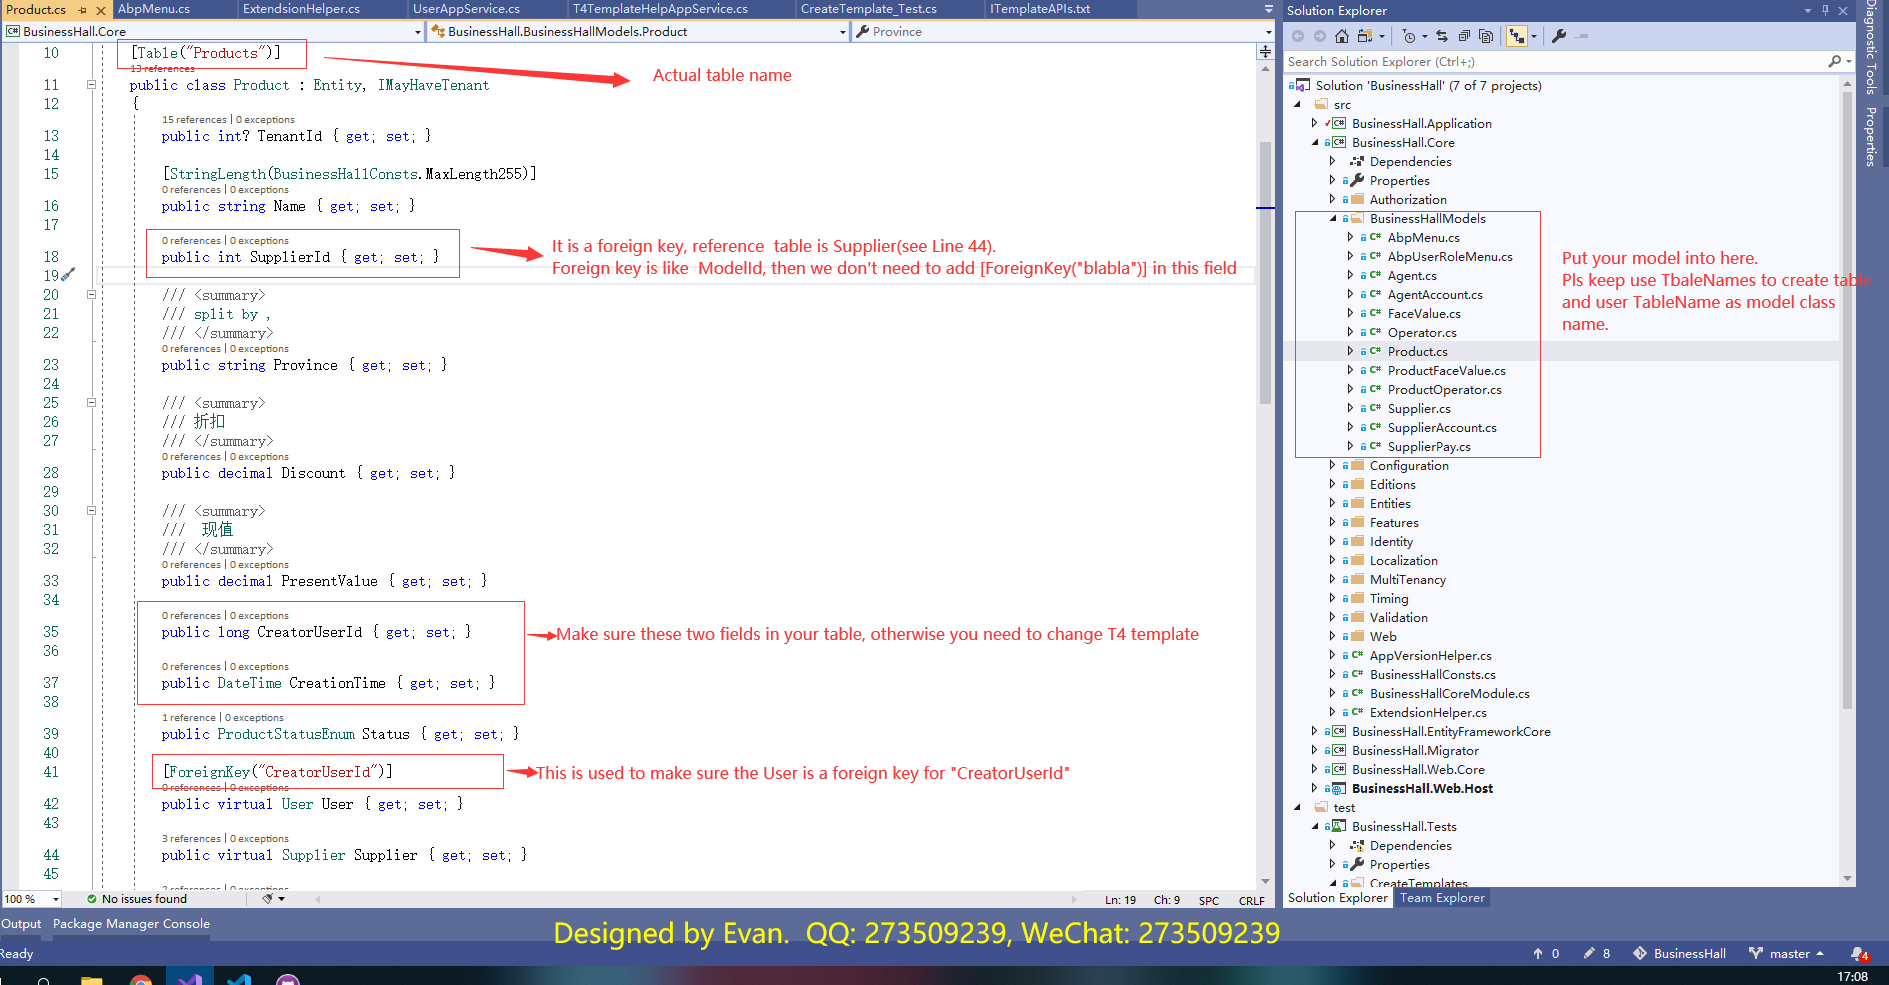 Product.cs
AbpMenu.cs
ExtendsionHelper.cs
UserAppService.cs
T4TemplateHelpAppService.cs
CreateTemplate_Test.cs
ITemplateAPIs.txt
BusinessHall.Core
BusinessHall.BusinessHallModels.Product
Province
10 [Table("Products")]
Actual table name
13 references
11 public class Product : Entity, IMayHaveTenant
12 {
15 references | 0 exceptions
13 public int? TenantId { get; set; }
14
15 [StringLength(BusinessHallConsts.MaxLength255)]
0 references | 0 exceptions
16 public string Name { get; set; }
17
0 references | 0 exceptions
18 public int SupplierId { get; set; }
It is a foreign key, reference  table is Supplier(see Line 44).
Foreign key is like  ModelId, then we don't need to add [ForeignKey("blabla")] in this field
19
20 /// <summary>
21 /// split by ,
22 /// </summary>
0 references | 0 exceptions
23 public string Province { get; set; }
24
25 /// <summary>
26 /// 折扣
27 /// </summary>
0 references | 0 exceptions
28 public decimal Discount { get; set; }
29
30 /// <summary>
31 ///  现值
32 /// </summary>
0 references | 0 exceptions
33 public decimal PresentValue { get; set; }
34
0 references | 0 exceptions
35 public long CreatorUserId { get; set; }
Make sure these two fields in your table, otherwise you need to change T4 template
36
0 references | 0 exceptions
37 public DateTime CreationTime { get; set; }
38
1 reference | 0 exceptions
39 public ProductStatusEnum Status { get; set; }
40
41 [ForeignKey("CreatorUserId")]
This is used to make sure the User is a foreign key for "CreatorUserId"
0 references | 0 exceptions
42 public virtual User User { get; set; }
43
3 references | 0 exceptions
44 public virtual Supplier Supplier { get; set; }
45
100 %
No issues found
Ln: 19
Ch: 9
SPC
CRLF
Solution Explorer
Search Solution Explorer (Ctrl+;)
Solution 'BusinessHall' (7 of 7 projects)
src
BusinessHall.Application
BusinessHall.Core
Dependencies
Properties
Authorization
BusinessHallModels
AbpMenu.cs
AbpUserRoleMenu.cs
Agent.cs
AgentAccount.cs
FaceValue.cs
Operator.cs
Product.cs
ProductFaceValue.cs
ProductOperator.cs
Supplier.cs
SupplierAccount.cs
SupplierPay.cs
Put your model into here.
Pls keep use TbaleNames to create table
and user TableName as model class
name.
Configuration
Editions
Entities
Features
Identity
Localization
MultiTenancy
Timing
Validation
Web
AppVersionHelper.cs
BusinessHallConsts.cs
BusinessHallCoreModule.cs
ExtendsionHelper.cs
BusinessHall.EntityFrameworkCore
BusinessHall.Migrator
BusinessHall.Web.Core
BusinessHall.Web.Host
test
BusinessHall.Tests
Dependencies
Properties
CreateTemplates
Solution Explorer
Team Explorer
Diagnostic Tools
Properties
Output
Package Manager Console
Designed by Evan.  QQ: 273509239, WeChat: 273509239
Ready
0
8
BusinessHall
master
4
17:08